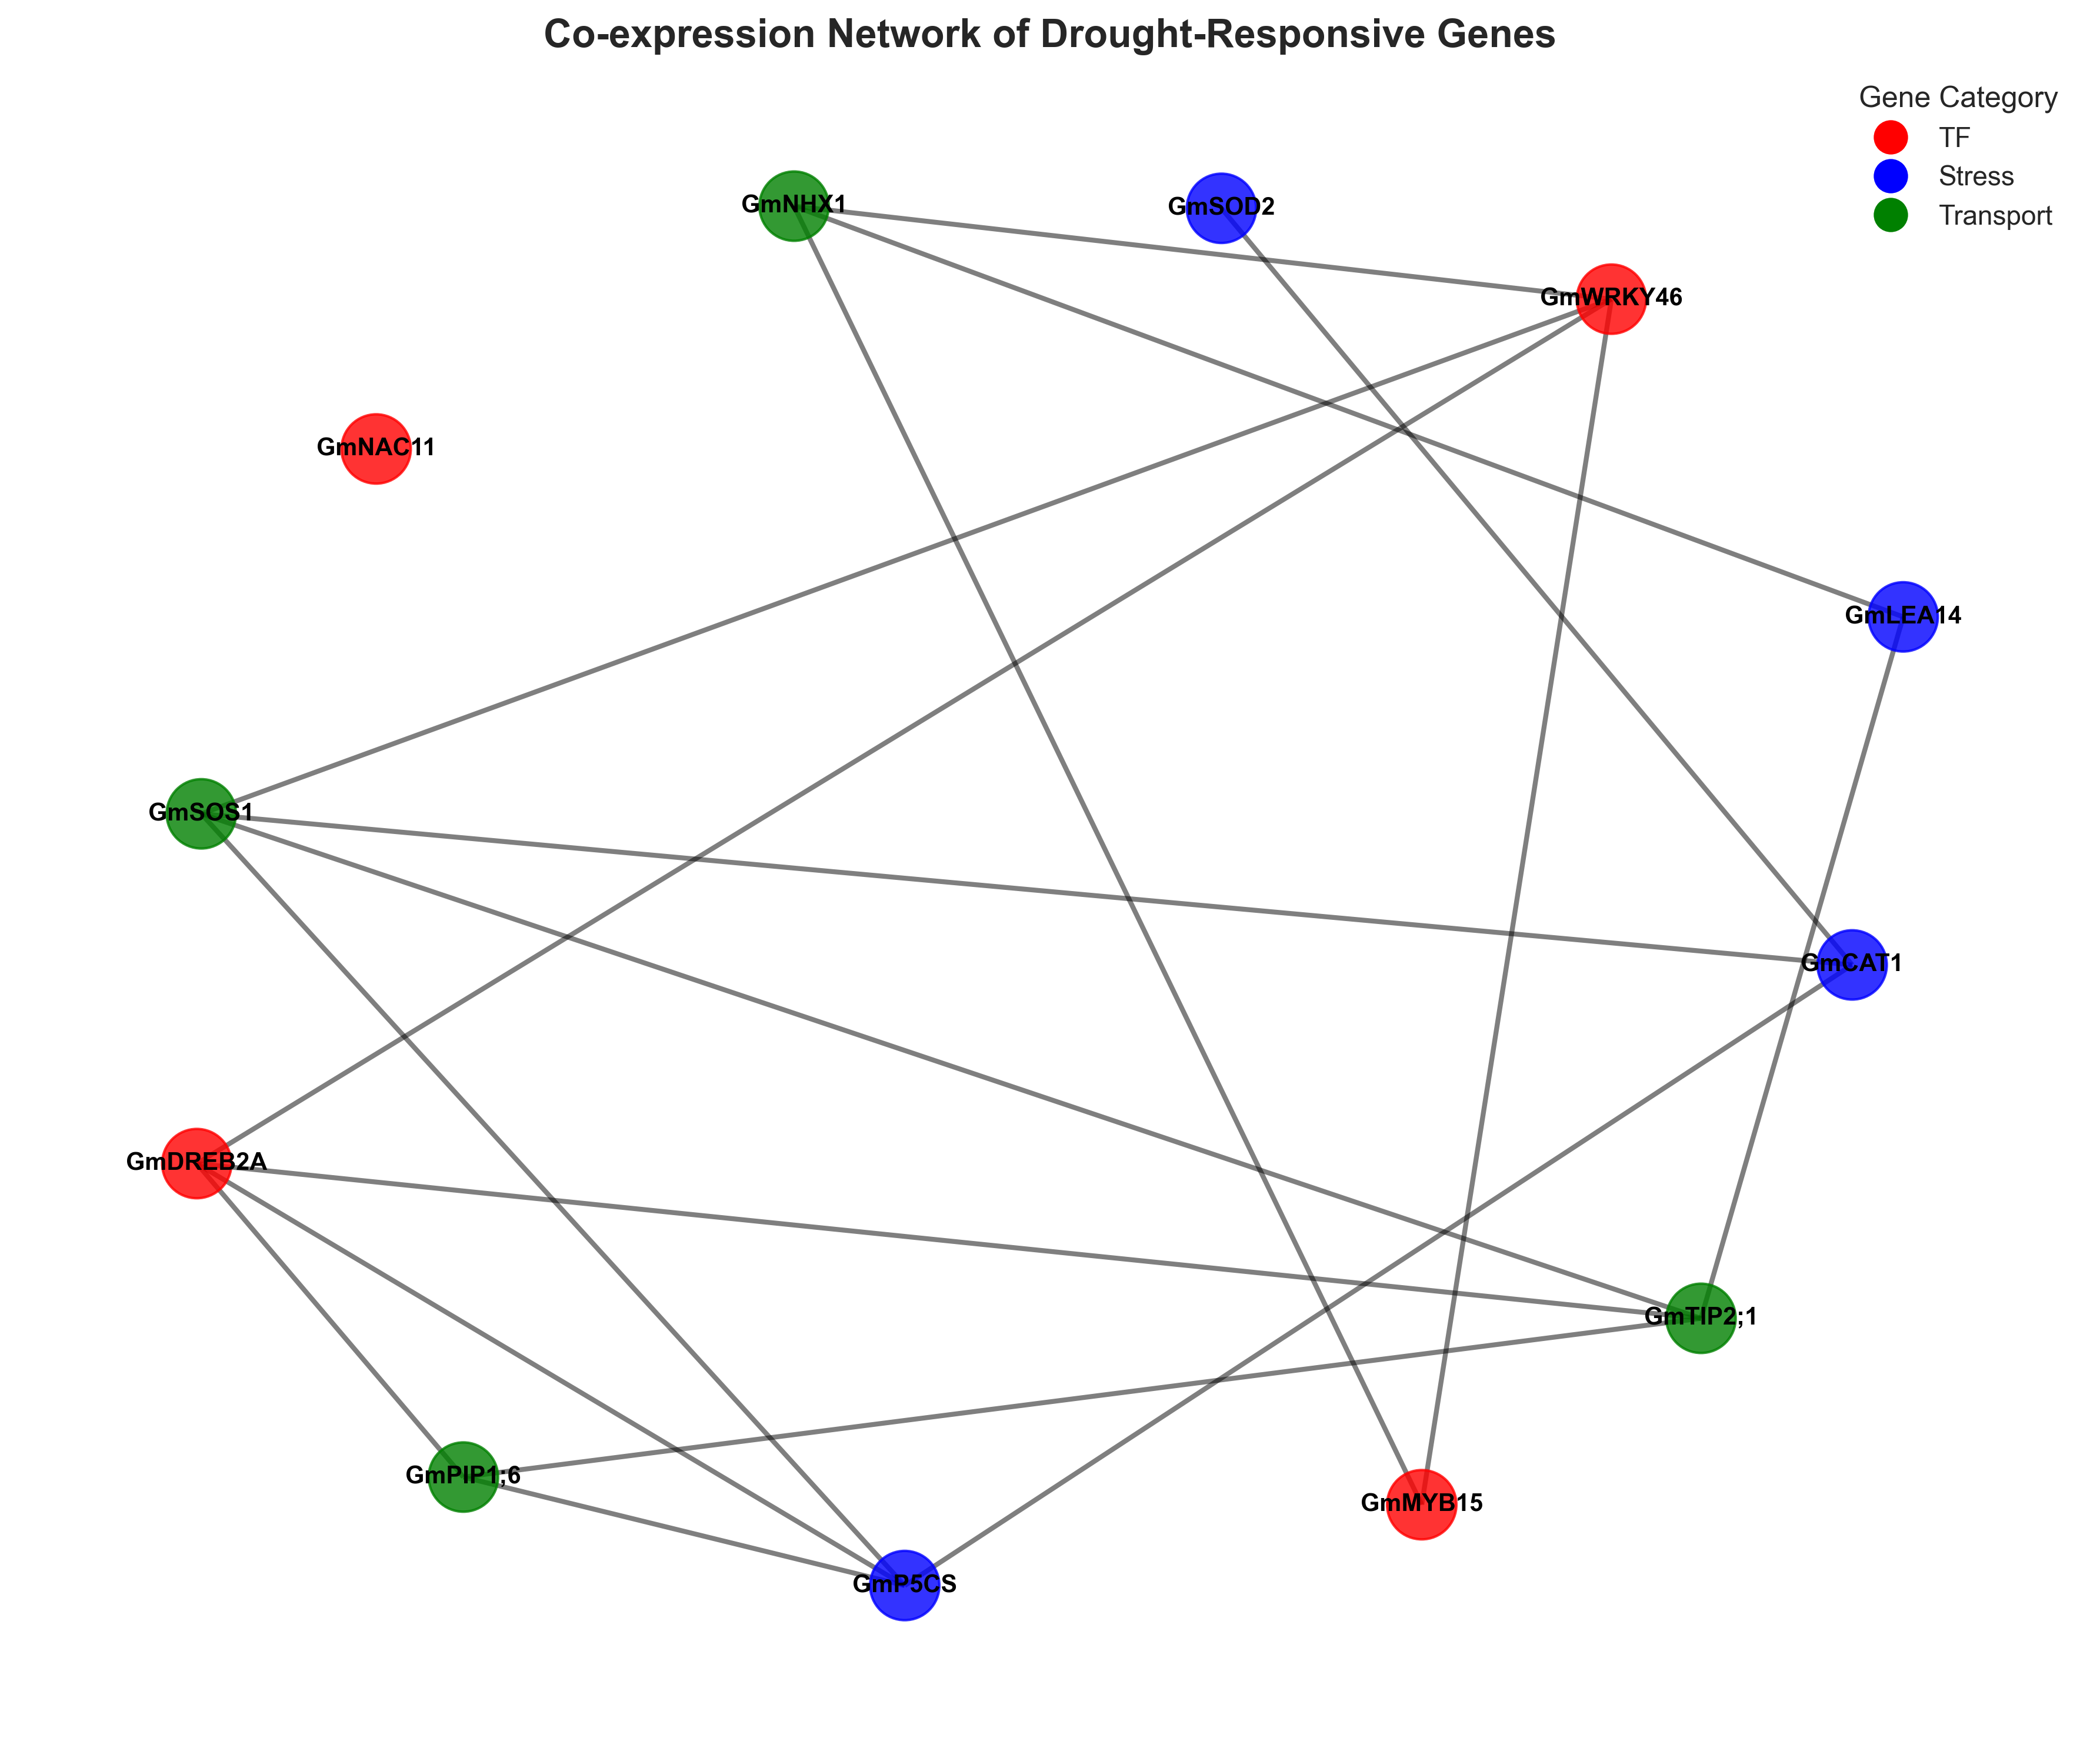 Co-expression Network of Drought-Responsive Genes
Gene Category
TF
Stress
Transport
GmNHX1
GmSOD2
GmWRKY46
GmNAC11
GmLEA14
GmSOS1
GmCAT1
GmDREB2A
GmTIP2;1
GmPIP1;6
GmMYB15
GmP5CS